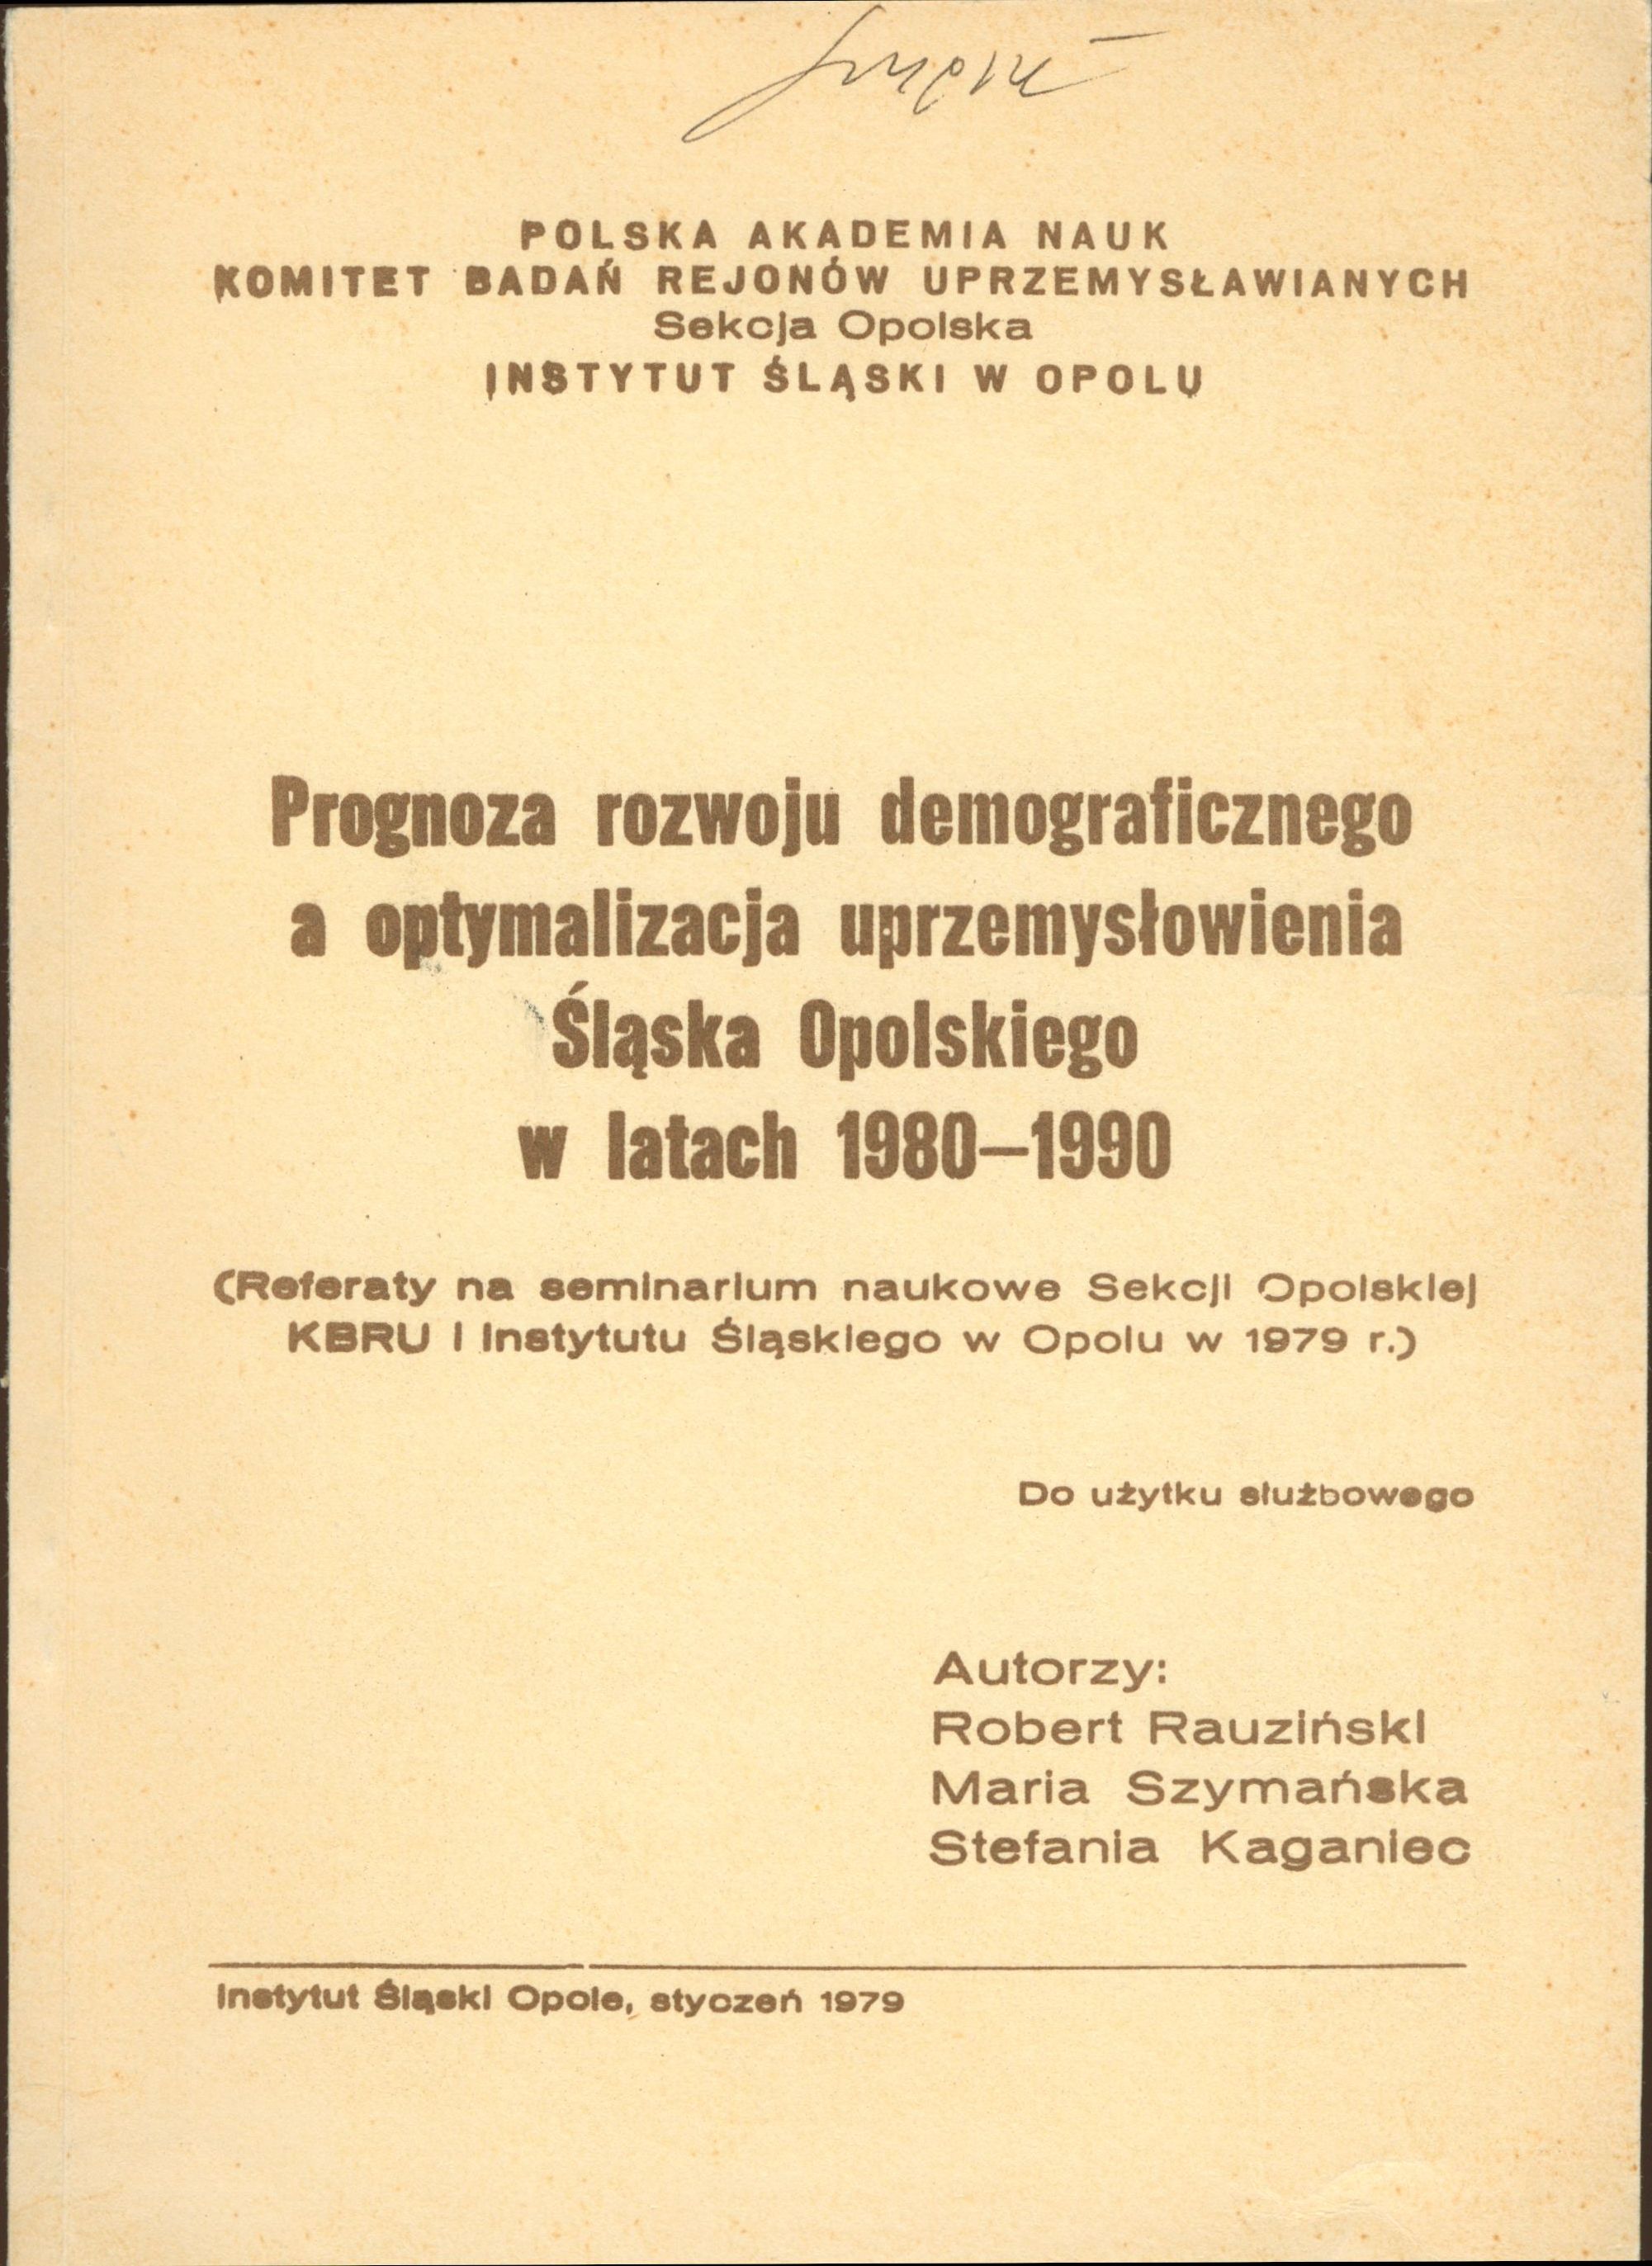 POLSKA AKADEMIA NAUK
KOMITET BADAŃ REJONÓW UPRZEMYSŁAWIANYCH
Sekcja Opolska
INSTYTUT ŚLĄSKI W OPOLU
Prognoza rozwoju demograficznego
a optymalizacja uprzemysłowienia
Śląska Opolskiego
w latach 1980–1990
(Referaty na seminarium naukowe Sekcji Opolskiej
KBRU i Instytutu Śląskiego w Opolu w 1979 r.)
Do użytku służbowego
Autorzy:
Robert Rauziński
Maria Szymańska
Stefania Kaganiec
Instytut Śląski Opole, styczeń 1979